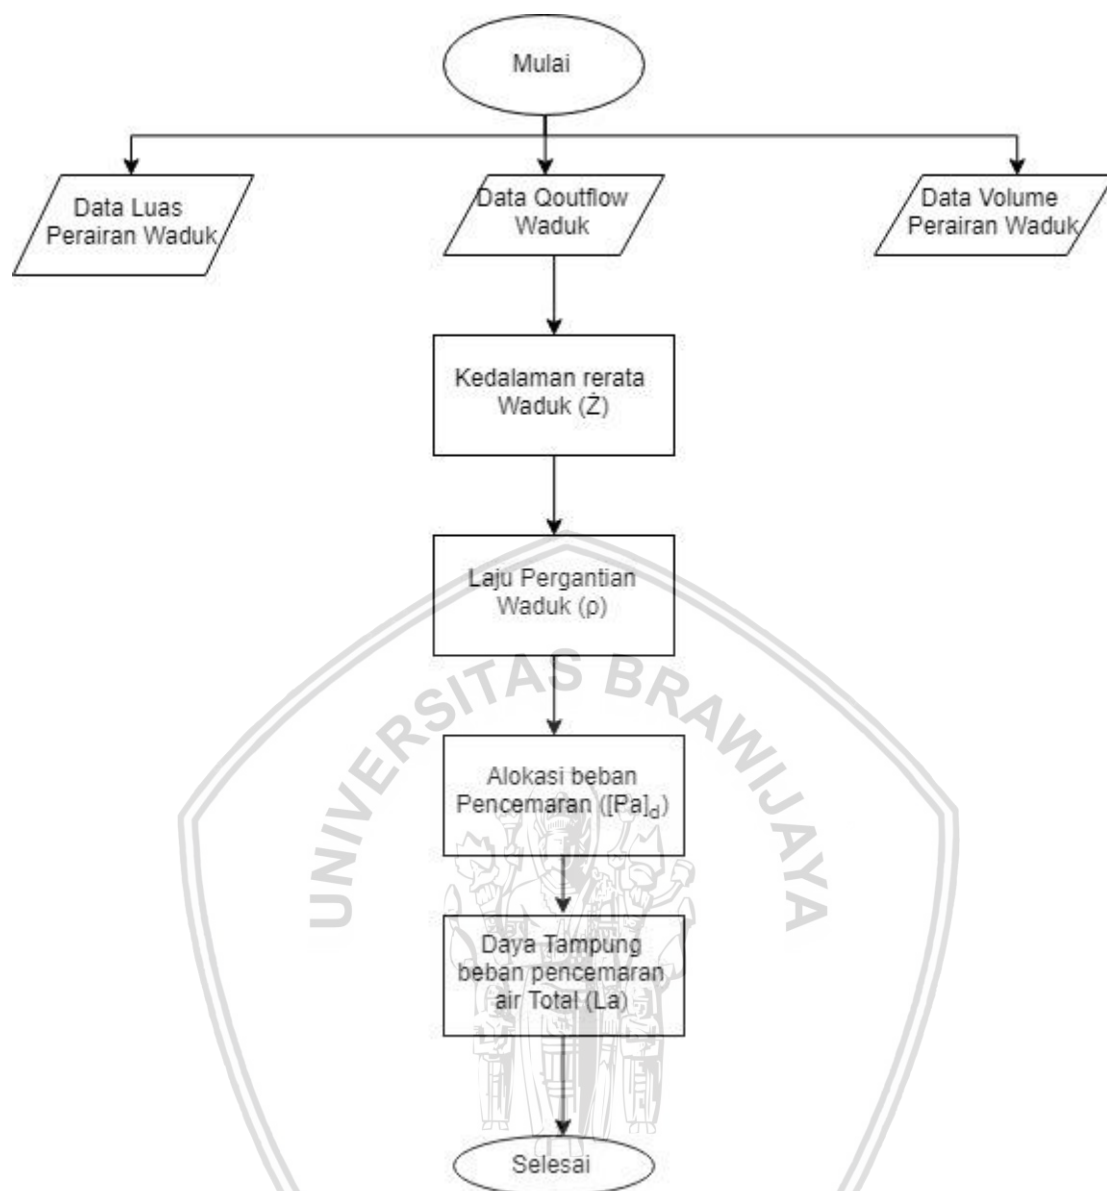 Mulai
Data Luas
Perairan Waduk
Data Qoutflow
Waduk
Data Volume
Perairan Waduk
Kedalaman rerata
Waduk (Ż)
Laju Pergantian
Waduk (ρ)
UNIVERSITAS BRAWIJAYA
Alokasi beban
Pencemaran ([Pa]d)
Daya Tampung
beban pencemaran
air Total (La)
Selesai